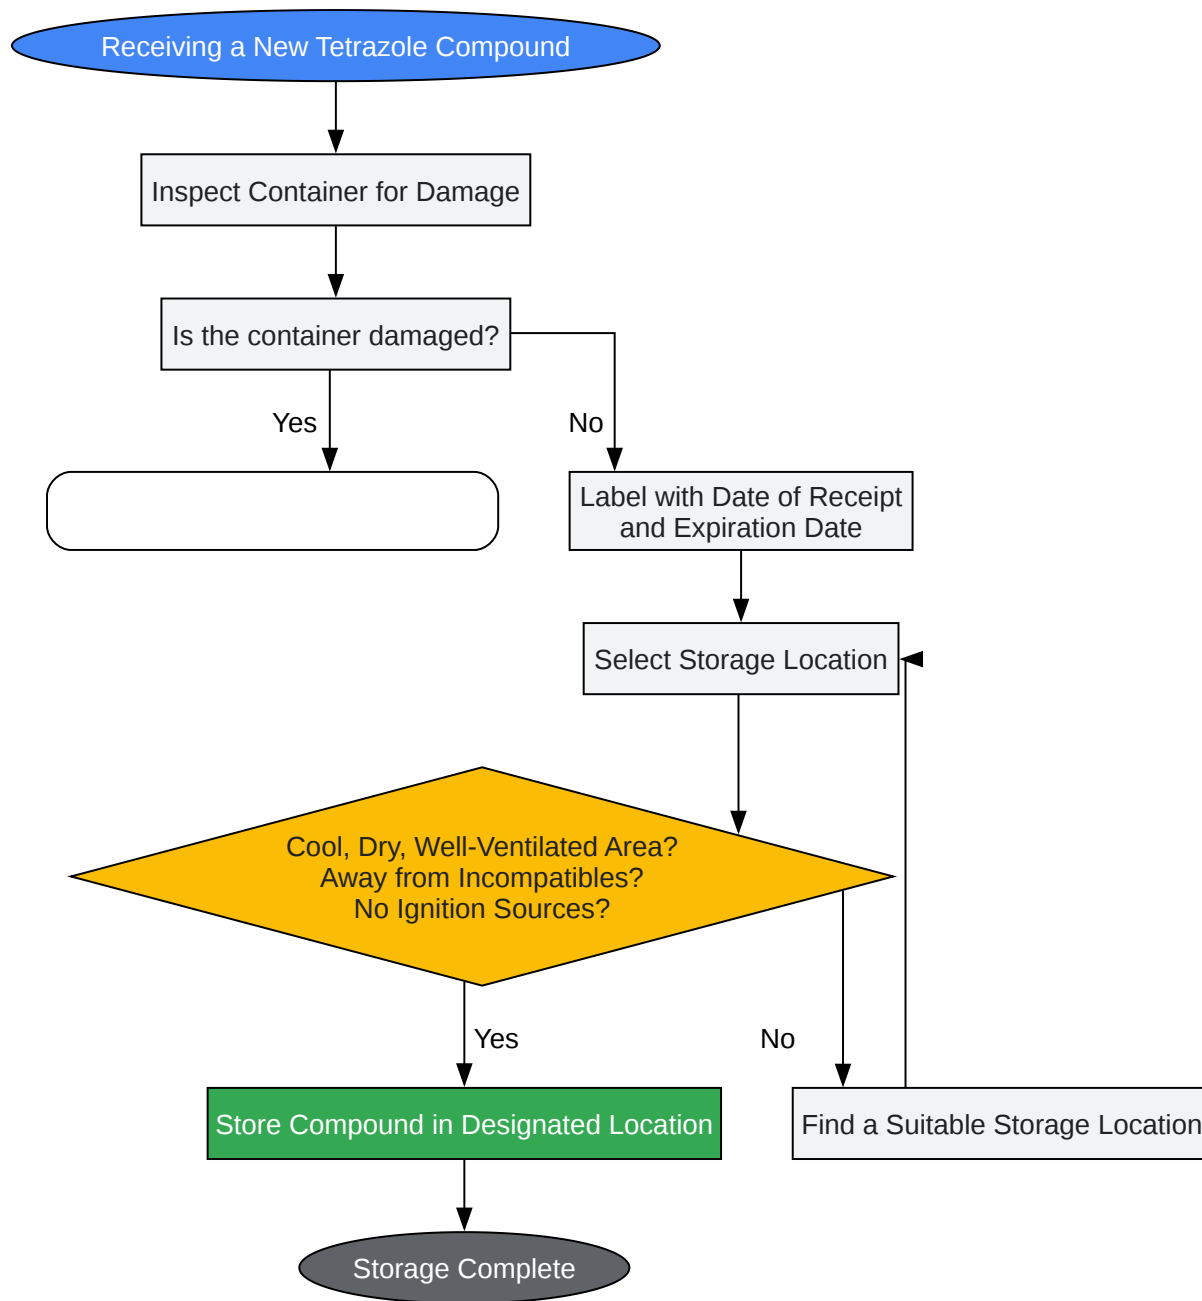 Receiving a New Tetrazole Compound
Inspect Container for Damage
Is the container damaged?
Yes
No
Label with Date of Receipt
and Expiration Date
Select Storage Location
Cool, Dry, Well-Ventilated Area?
Away from Incompatibles?
No Ignition Sources?
Yes
No
Store Compound in Designated Location
Find a Suitable Storage Location
Storage Complete